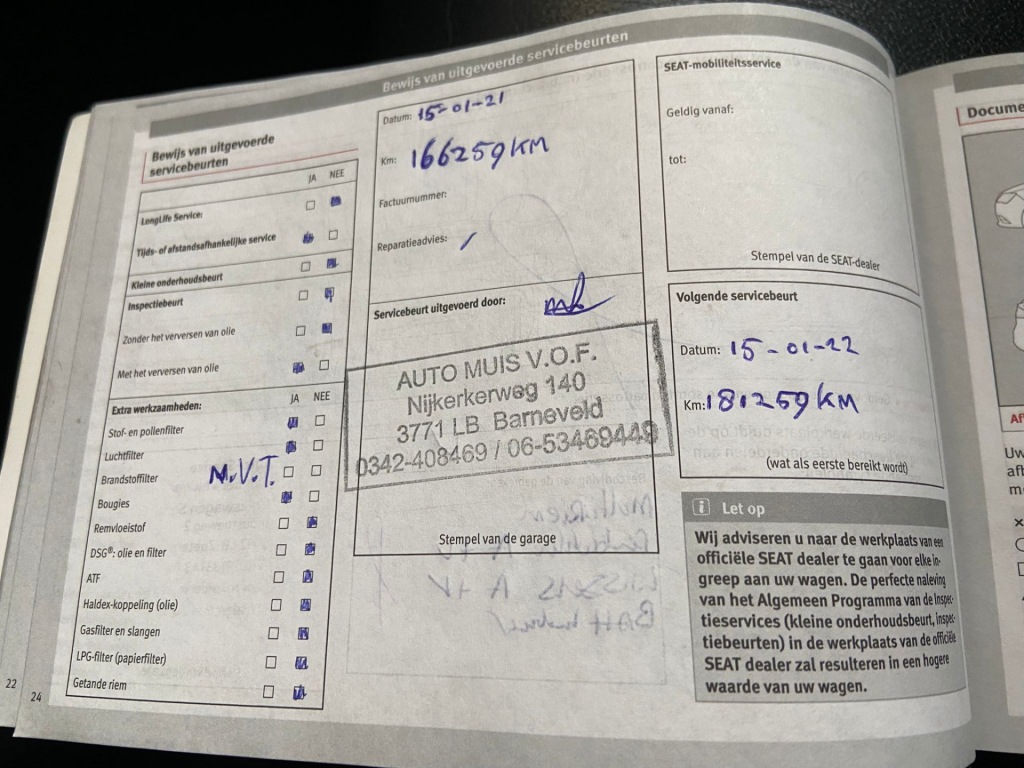 Bewijs van uitgevoerde servicebeurten
Bewijs van uitgevoerde
servicebeurten
JA NEE
LongLife Service:
Tijds- of afstandsafhankelijke service
Kleine onderhoudsbeurt
Inspectiebeurt
Zonder het verversen van olie
Met het verversen van olie
Extra werkzaamheden: JA NEE
Stof- en pollenfilter
Luchtfilter
Brandstoffilter N.V.T.
Bougies
Remvloeistof
DSG®: olie en filter
ATF
Haldex-koppeling (olie)
Gasfilter en slangen
LPG-filter (papierfilter)
Getande riem
22
24
Datum: 15-01-21
Km: 166259 KM
Factuurnummer:
Reparatieadvies: /
Servicebeurt uitgevoerd door:
AUTO MUIS V.O.F.
Nijkerkerweg 140
3771 LB Barneveld
0342-408469 / 06-53469449
Stempel van de garage
SEAT-mobiliteitsservice
Geldig vanaf:
tot:
Stempel van de SEAT-dealer
Volgende servicebeurt
Datum: 15-01-22
Km: 181259 KM
(wat als eerste bereikt wordt)
i Let op
Wij adviseren u naar de werkplaats van een
officiële SEAT dealer te gaan voor elke in-
greep aan uw wagen. De perfecte naleving
van het Algemeen Programma van de Inspec-
tieservices (kleine onderhoudsbeurt, inspec-
tiebeurten) in de werkplaats van de officiële
SEAT dealer zal resulteren in een hogere
waarde van uw wagen.
Docume
Af
Uw
aft